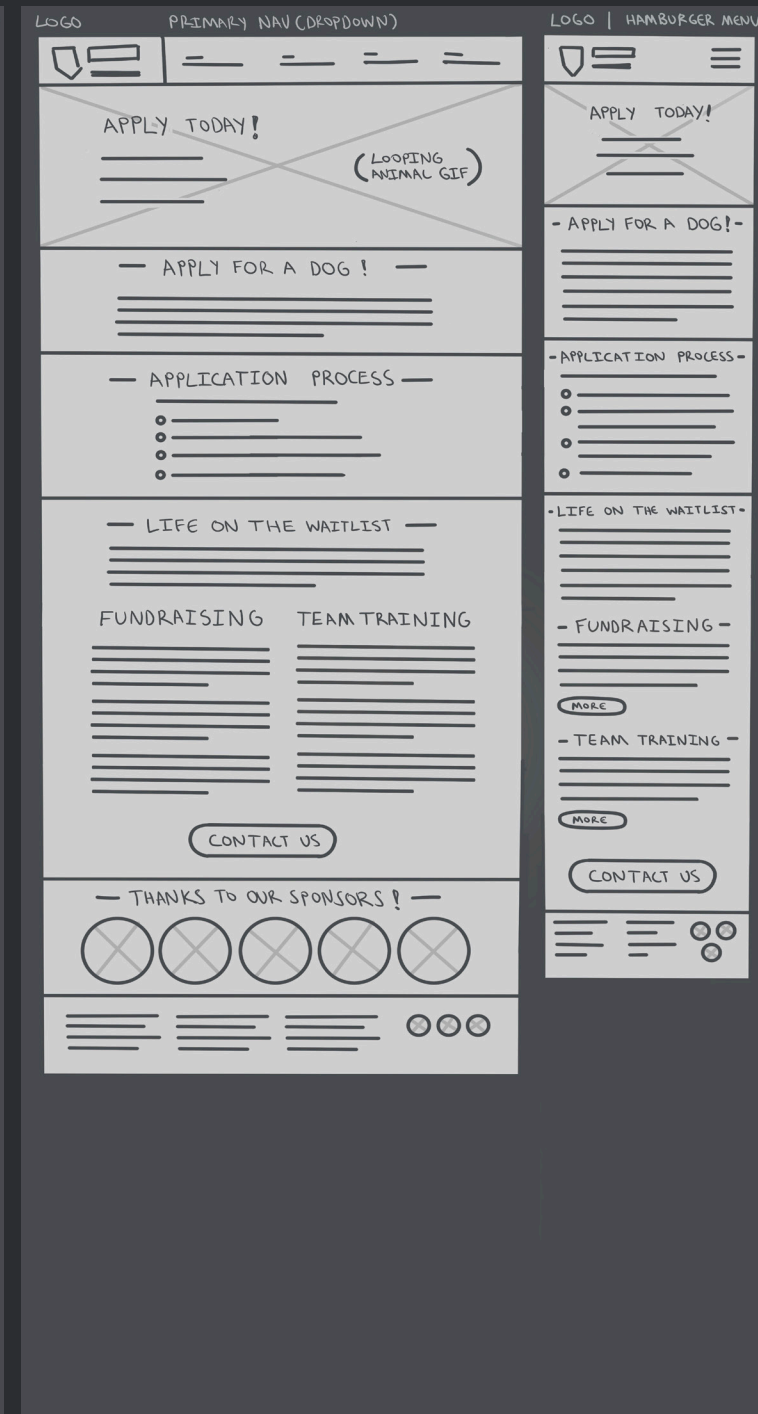 LOGO
PRIMARY NAV (DROPDOWN)
APPLY TODAY!
(LOOPING
ANIMAL GIF)
APPLY FOR A DOG!
APPLICATION PROCESS
LIFE ON THE WAITLIST
FUNDRAISING
TEAM TRAINING
CONTACT US
THANKS TO OUR SPONSORS!
LOGO | HAMBURGER MENU
APPLY TODAY!
- APPLY FOR A DOG! -
- APPLICATION PROCESS -
- LIFE ON THE WAITLIST -
- FUNDRAISING -
MORE
- TEAM TRAINING -
MORE
CONTACT US